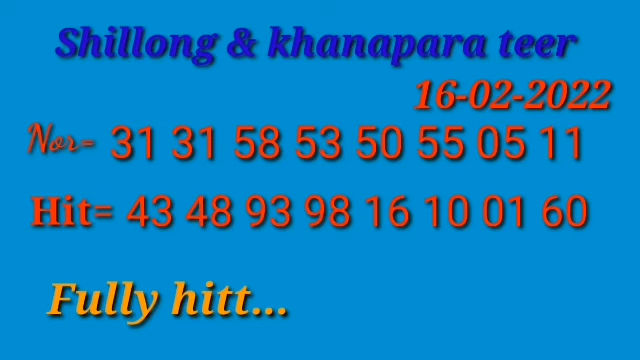 Shillong & khanapara teer
16-02-2022
Nor= 31 31 58 53 50 55 05 11
Hit= 43 48 93 98 16 10 01 60
Fully hitt...